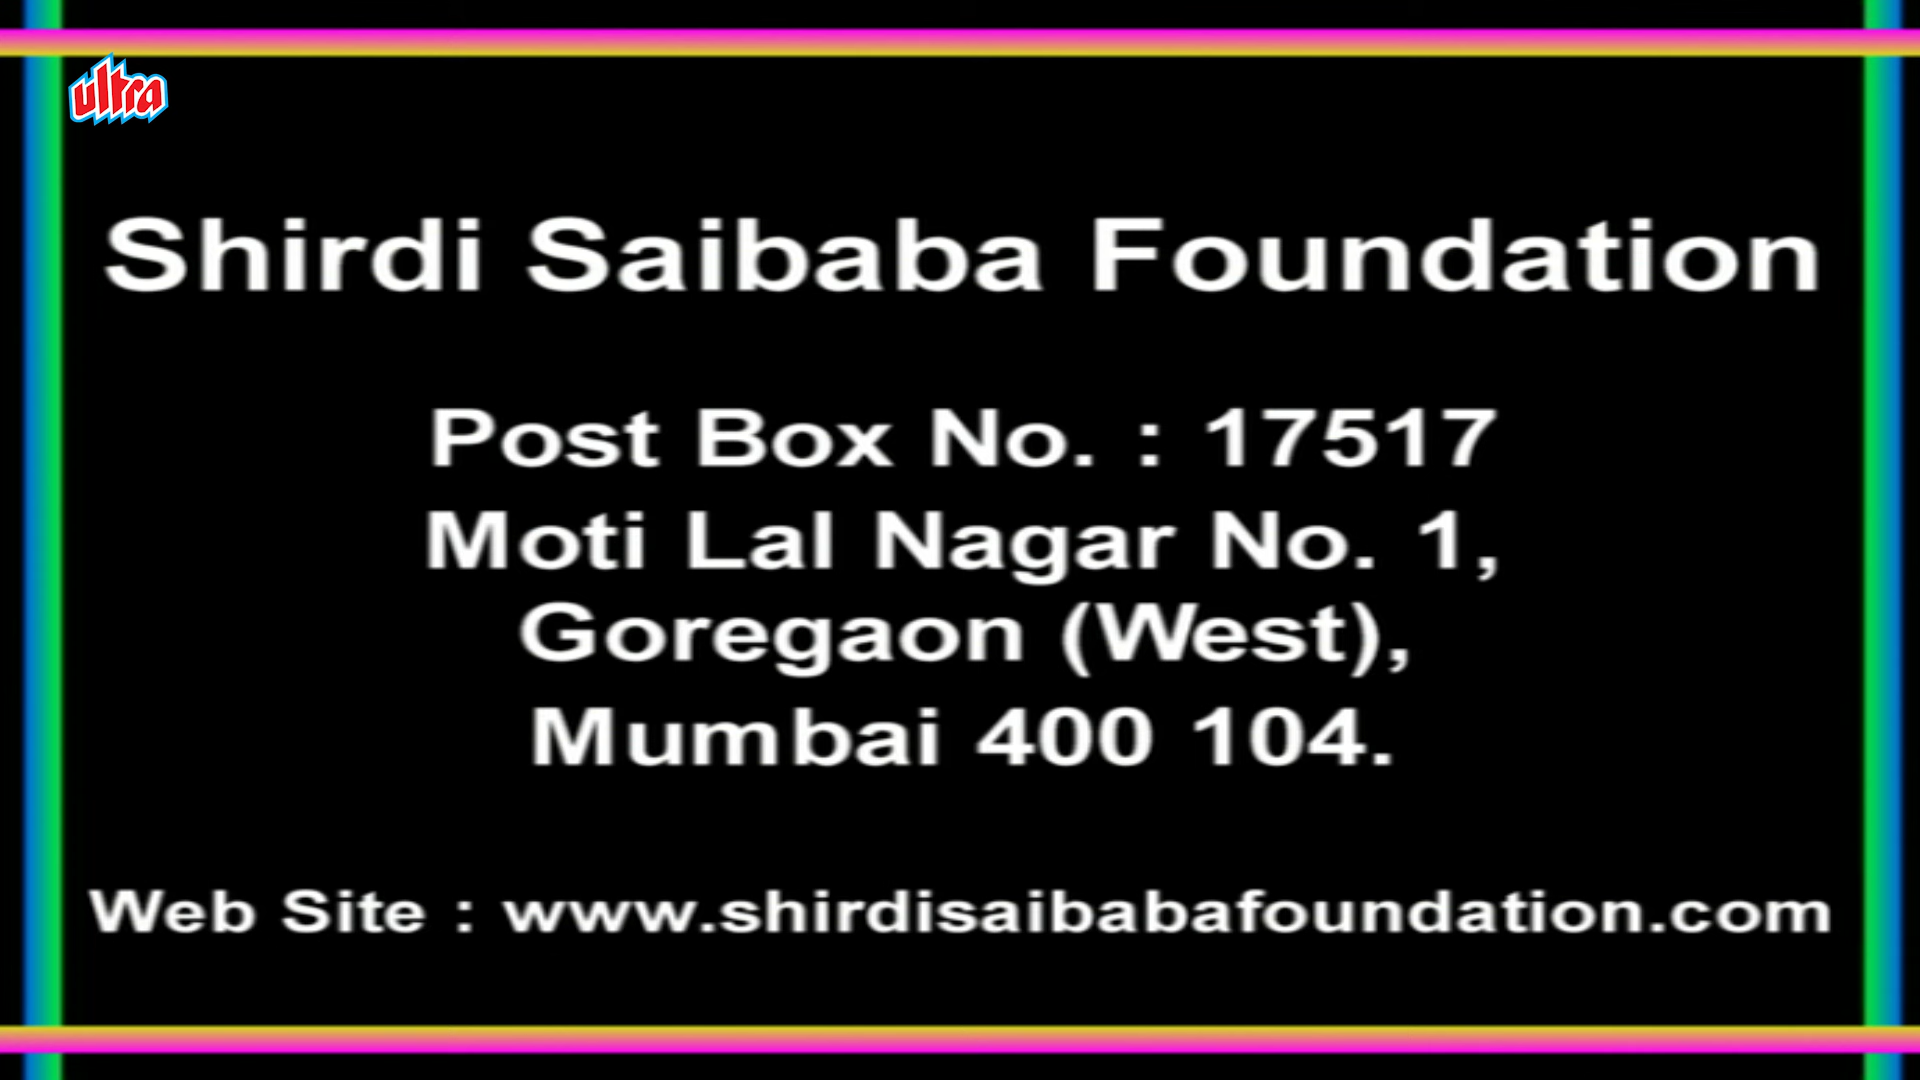 ultra
Shirdi Saibaba Foundation
Post Box No. : 17517
Moti Lal Nagar No. 1,
Goregaon (West),
Mumbai 400 104.
Web Site : www.shirdisaibabafoundation.com